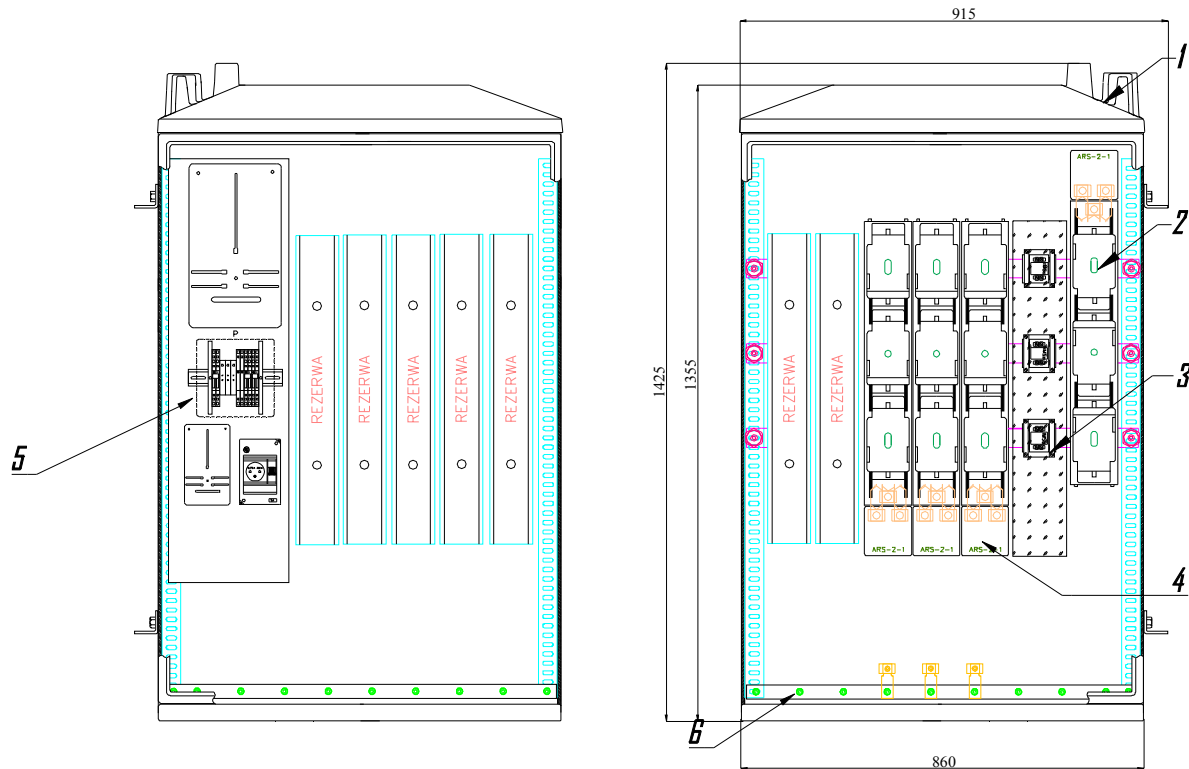 915
1
ARS-2-1
2
P
REZERWA
REZERWA
REZERWA
REZERWA
REZERWA
1425
1355
REZERWA
REZERWA
3
5
ARS-2-1
ARS-2-1
ARS-2-1
4
6
860